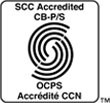 SCC Accredited
CB-P/S
OCPS
Accrédité CCN
TM